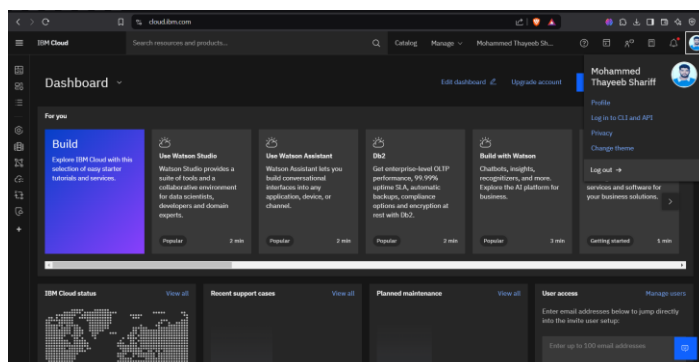 cloud.ibm.com
IBM Cloud
Search resources and products...
Catalog
Manage
Mohammed Thayeeb Sh...
Dashboard
Edit dashboard
Upgrade account
Mohammed
Thayeeb Shariff
Profile
Log in to CLI and API
Privacy
Change theme
Log out
For you
Build
Explore IBM Cloud with this
selection of easy starter
tutorials and services.
Use Watson Studio
Watson Studio provides a
suite of tools and a
collaborative environment
for data scientists,
developers and domain
experts.
Popular
2 min
Use Watson Assistant
Watson Assistant lets you
build conversational
interfaces into any
application, device, or
channel.
Popular
2 min
Db2
Get enterprise-level OLTP
performance, 99.99%
uptime SLA, automatic
backups, compliance
options and encryption at
rest with Db2.
Popular
2 min
Build with Watson
Chatbots, insights,
recognizers, and more.
Explore the AI platform for
business.
Popular
3 min
services and software for
your business solutions.
Getting started
5 min
IBM Cloud status
View all
Recent support cases
View all
Planned maintenance
View all
User access
Manage users
Enter email addresses below to jump directly
into the invite user setup:
Enter up to 100 email addresses